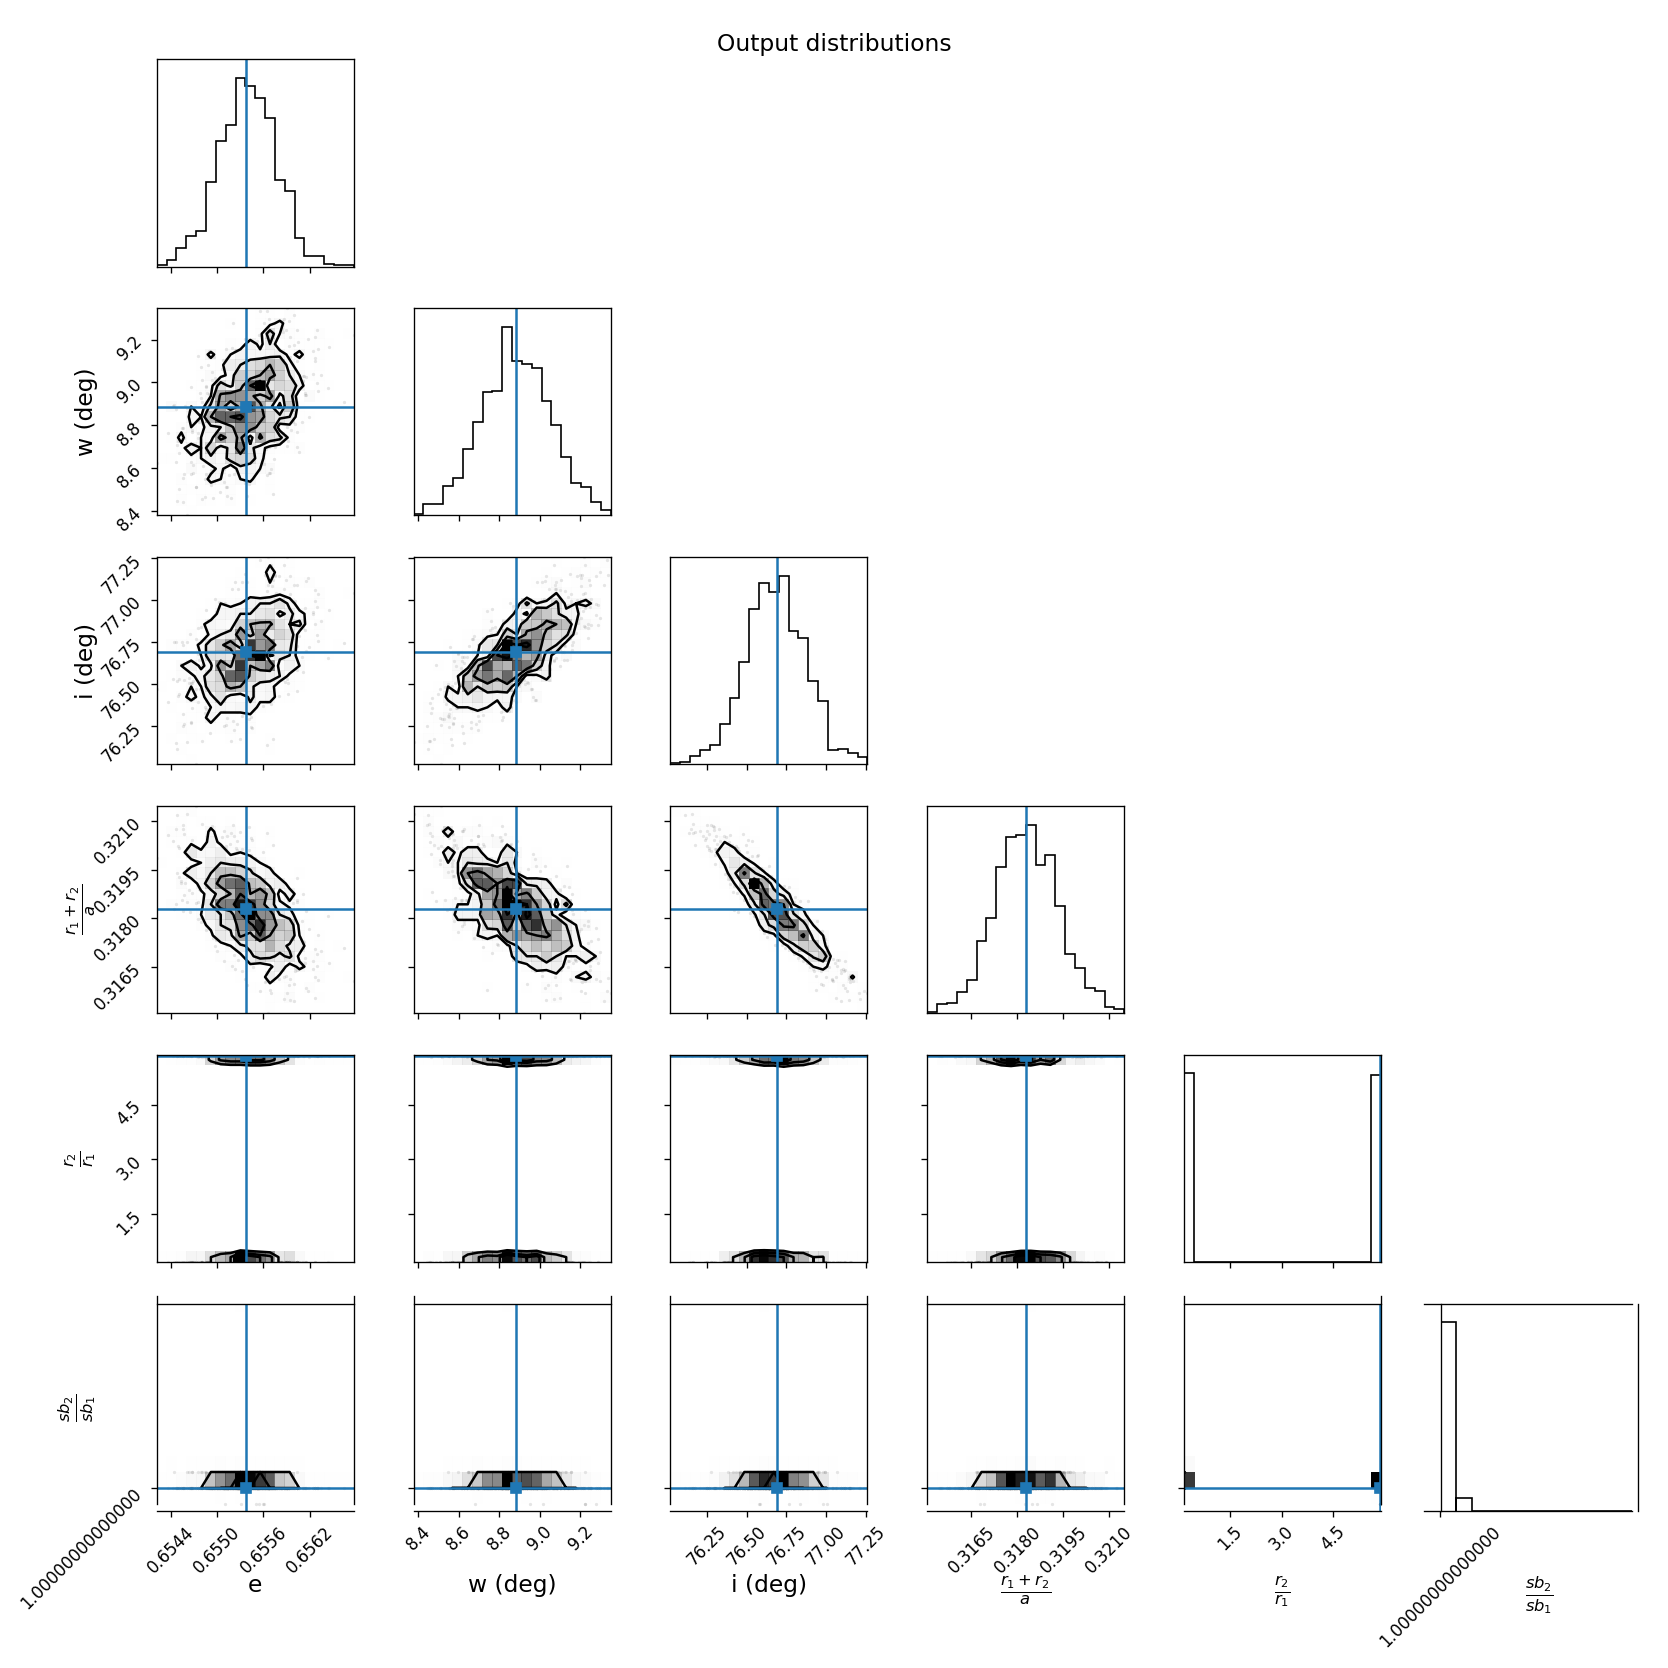 Output distributions
w (deg)
9.2
9.0
8.8
8.6
8.4
i (deg)
77.25
77.00
76.75
76.50
76.25
r₁ + r₂
a
0.3210
0.3195
0.3180
0.3165
r₂
r₁
4.5
3.0
1.5
sb₂
sb₁
1.0000000000000
0.6544 0.6550 0.6556 0.6562
e
8.4 8.6 8.8 9.0 9.2
w (deg)
76.25 76.50 76.75 77.00 77.25
i (deg)
0.3165 0.3180 0.3195 0.3210
r₁ + r₂
a
1.5 3.0 4.5
r₂
r₁
1.0000000000000
sb₂
sb₁